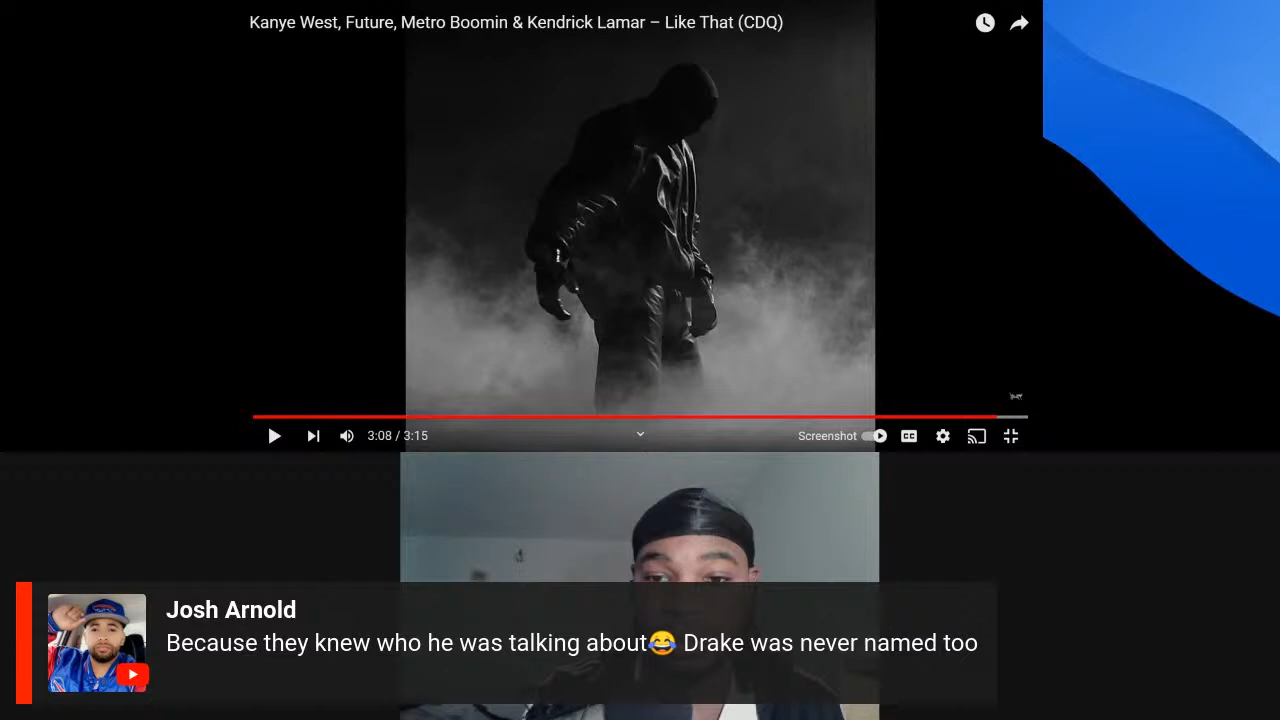 Kanye West, Future, Metro Boomin & Kendrick Lamar – Like That (CDQ)
3:08 / 3:15
Screenshot
CC
Josh Arnold
Because they knew who he was talking about😂 Drake was never named too